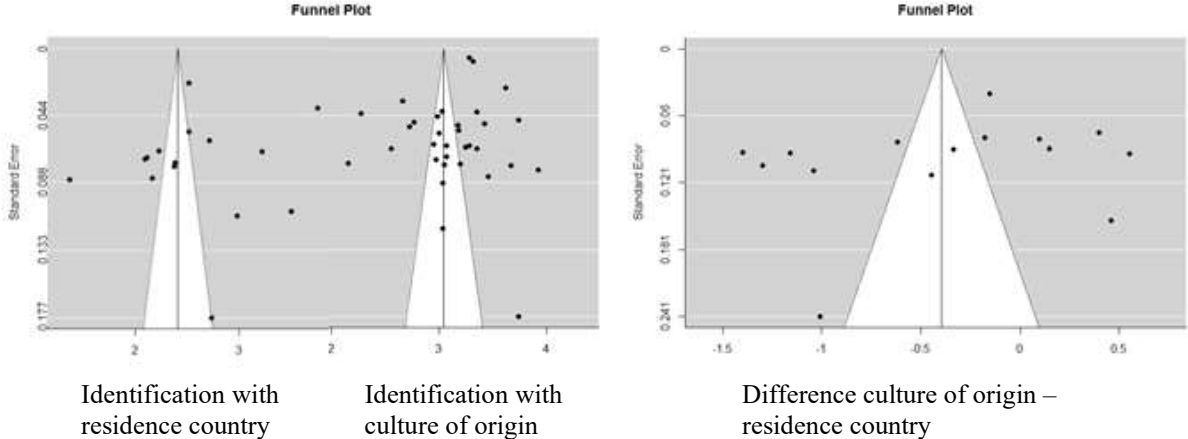 Funnel Plot
Standard Error
0
0.044
0.088
0.133
0.177
2
3
2
3
4
Identification with
residence country
Identification with
culture of origin
Funnel Plot
Standard Error
0
0.06
0.121
0.181
0.241
-1.5
-1
-0.5
0
0.5
Difference culture of origin –
residence country